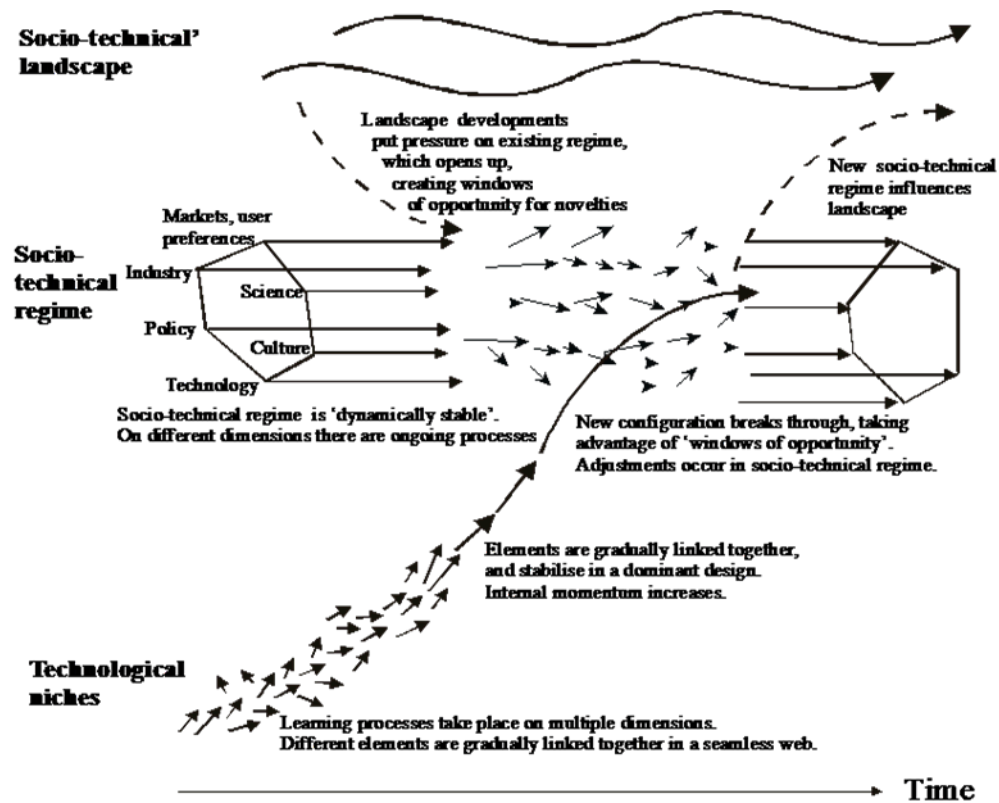 Socio-technical’
landscape
Landscape developments
put pressure on existing regime,
which opens up,
creating windows
of opportunity for novelties
New socio-technical
regime influences
landscape
Socio-
technical
regime
Markets, user
preferences
Industry
Science
Policy
Culture
Technology
Socio-technical regime is ‘dynamically stable’.
On different dimensions there are ongoing processes
New configuration breaks through, taking
advantage of ‘windows of opportunity’.
Adjustments occur in socio-technical regime.
Elements are gradually linked together,
and stabilise in a dominant design.
Internal momentum increases.
Technological
niches
Learning processes take place on multiple dimensions.
Different elements are gradually linked together in a seamless web.
Time